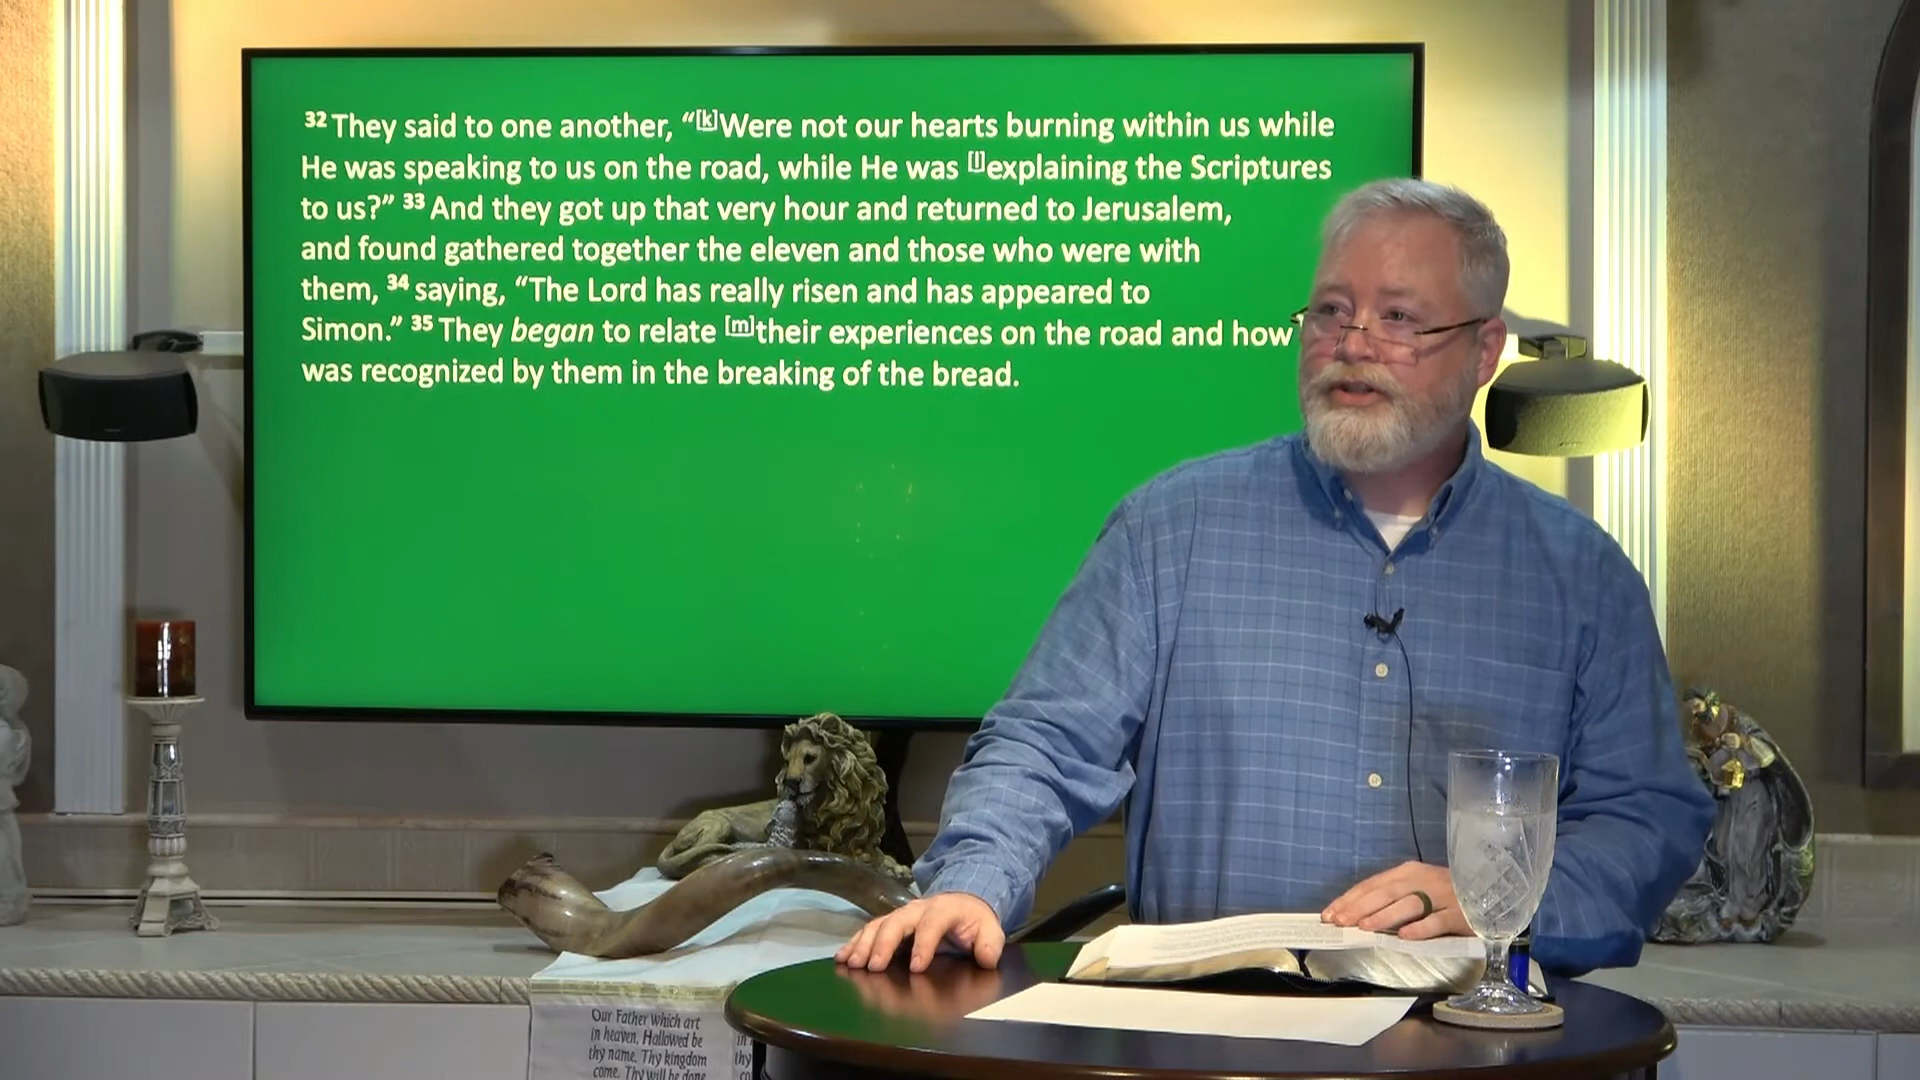 32 They said to one another, “[k]Were not our hearts burning within us while
He was speaking to us on the road, while He was [l]explaining the Scriptures
to us?” 33 And they got up that very hour and returned to Jerusalem,
and found gathered together the eleven and those who were with
them, 34 saying, “The Lord has really risen and has appeared to
Simon.” 35 They began to relate [m]their experiences on the road and how
was recognized by them in the breaking of the bread.
Our Father which art
in heaven, Hallowed be
thy name. Thy kingdom
come. Thy will be done
in
thy
co